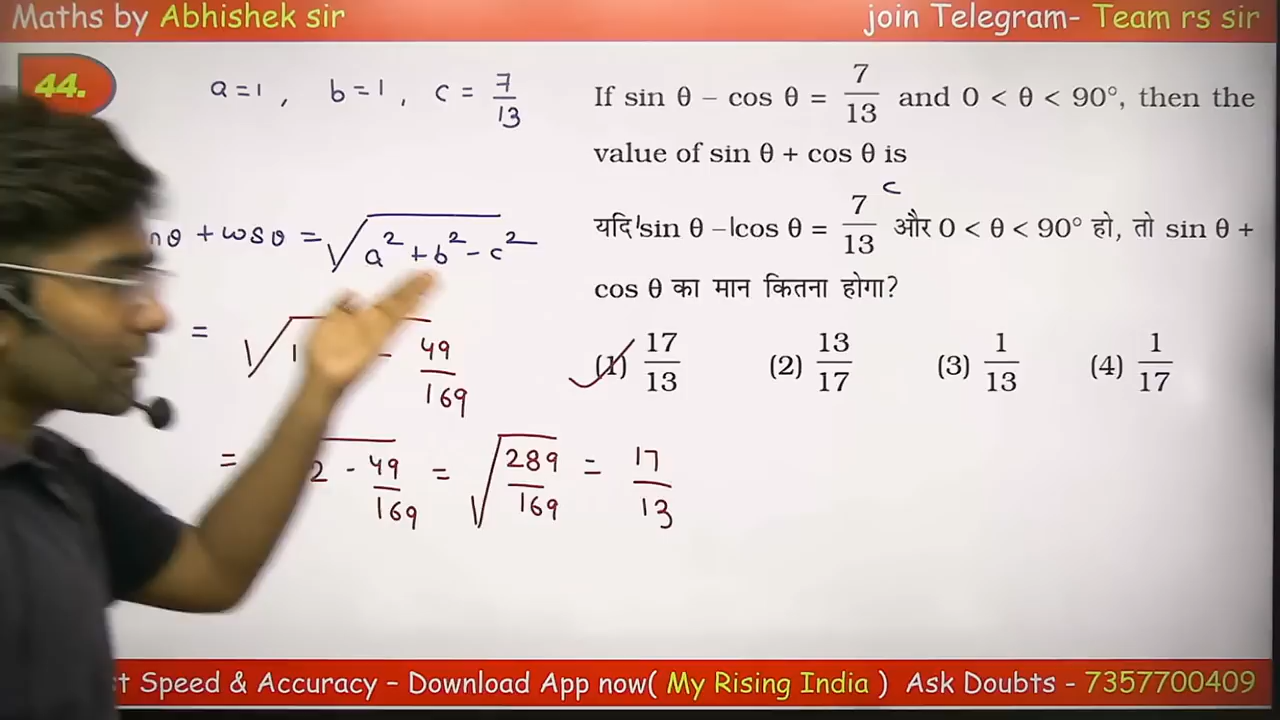 Maths by Abhishek sir
join Telegram- Team rs sir
44.
a=1, b=1, c = 7/13
If sin θ – cos θ = 7/13 and 0 < θ < 90°, then the
value of sin θ + cos θ is
c
यदि 1sin θ –1cos θ = 7/13 और 0 < θ < 90° हो, तो sin θ +
cos θ का मान कितना होगा?
(1) 17/13 (2) 13/17 (3) 1/13 (4) 1/17
θ + cos θ = √(a² + b² – c²)
= √1 – 49/169
= 2 - 49/169 = √(289/169) = 17/13
Speed & Accuracy – Download App now( My Rising India ) Ask Doubts - 7357700409